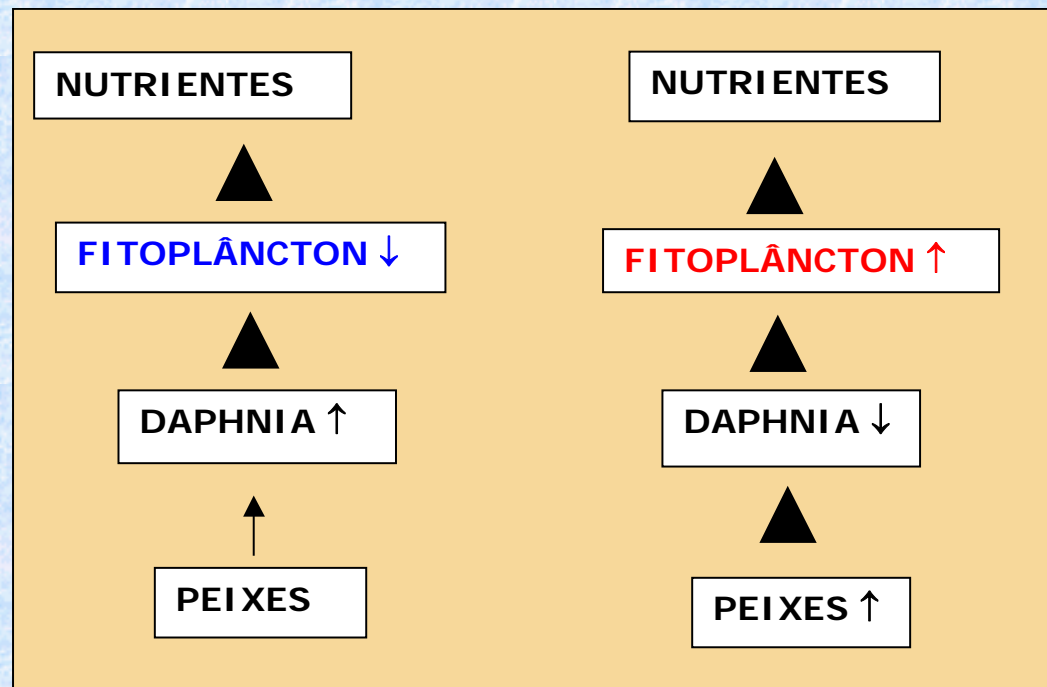 NUTRIENTES
FITOPLÂNCTON ↓
DAPHNIA ↑
PEIXES
NUTRIENTES
FITOPLÂNCTON ↑
DAPHNIA ↓
PEIXES ↑